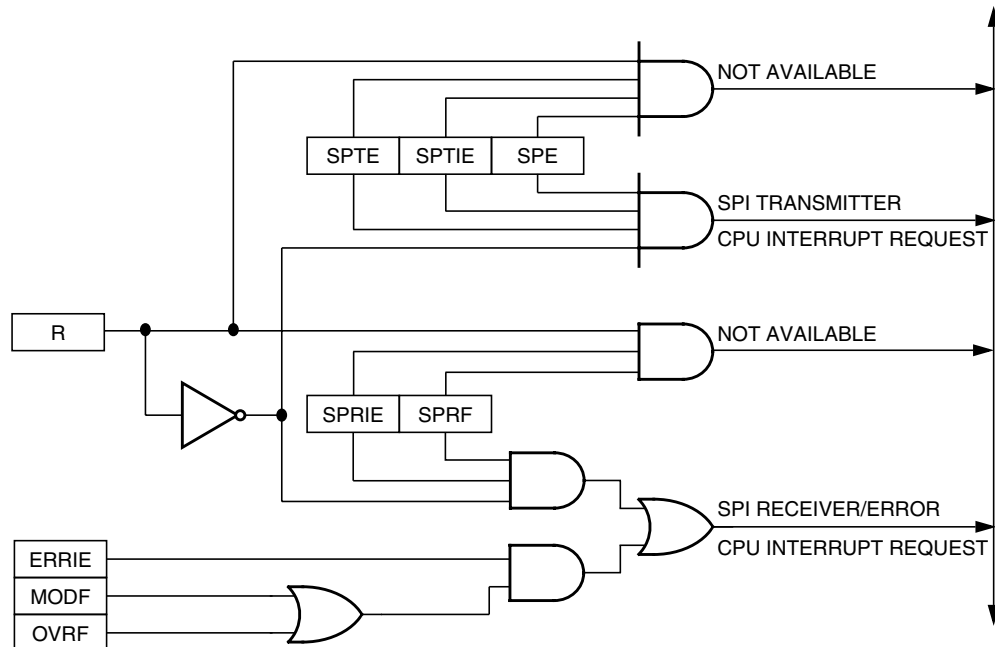 NOT AVAILABLE
SPTE SPTIE SPE
SPI TRANSMITTER
CPU INTERRUPT REQUEST
R
NOT AVAILABLE
SPRIE SPRF
SPI RECEIVER/ERROR
CPU INTERRUPT REQUEST
ERRIE
MODF
OVRF